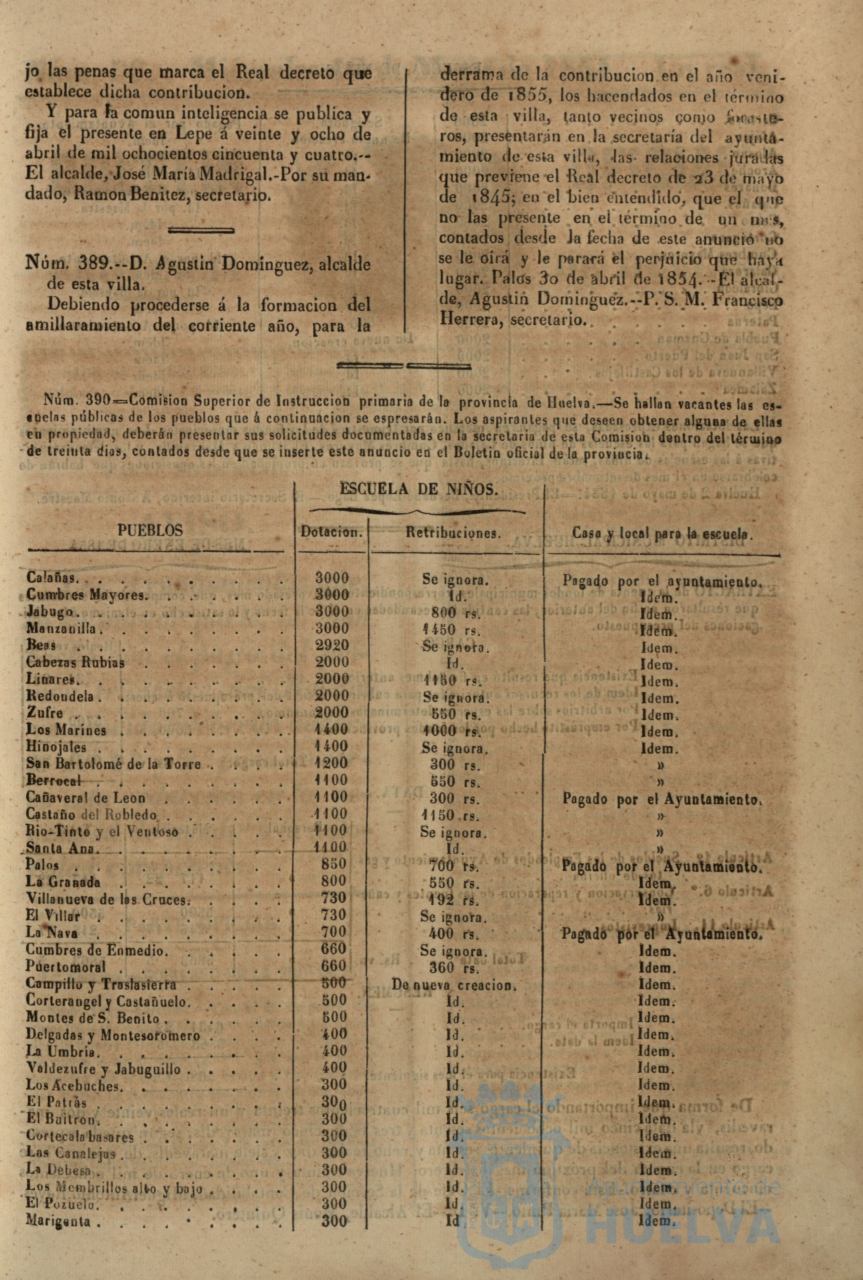 jo las penas que marca el Real decreto que
establece dicha contribucion.
Y para la comun inteligencia se publica y
fija el presente en Lepe á veinte y ocho de
abril de mil ochocientos cincuenta y cuatro.--
El alcalde, José María Madrigal.-Por su man-
dado, Ramon Benitez, secretario.
Núm. 389.--D. Agustin Dominguez, alcalde
de esta villa.
Debiendo procederse á la formacion del
amillaramiento del corriente año, para la
derrama de la contribucion en el año veni-
dero de 1855, los hacendados en el término
de esta villa, tanto vecinos como foraste-
ros, presentarán en la secretaría del ayunta-
miento de esta villa, las relaciones juradas
que previene el Real decreto de 23 de mayo
de 1845; en el bien entendido, que el que
no las presente en el término de un mes,
contados desde la fecha de este anuncio no
se le oirá y le parará el perjuicio que haya
lugar. Palos 30 de abril de 1854.--El alcal-
de, Agustin Dominguez.--P. S. M. Francisco
Herrera, secretario.
Núm. 390=Comision Superior de Instruccion primaria de la provincia de Huelva.—Se hallan vacantes las es-
cuelas públicas de los pueblos que á continuacion se espresarán. Los aspirantes que deseen obtener alguna de ellas
en propiedad, deberán presentar sus solicitudes documentadas en la secretaria de esta Comision dentro del término
de treinta dias, contados desde que se inserte este anuncio en el Boletin oficial de la provincia.
ESCUELA DE NIÑOS.
PUEBLOS Dotacion. Retribuciones. Casa y local para la escuela.
Calañas. 3000 Se ignora. Pagado por el ayuntamiento.
Cumbres Mayores. 3000 Id. Idem.
Jabugo. 3000 800 rs. Idem.
Manzanilla. 3000 1450 rs. Idem.
Beas 2920 Se ignora. Idem.
Cabezas Rubias 2000 Id. Idem.
Linares. 2000 1150 rs. Idem.
Redondela. 2000 Se ignora. Idem.
Zufre 2000 550 rs. Idem.
Los Marines 1400 1000 rs. Idem.
Hinojales 1400 Se ignora. Idem.
San Bartolomé de la Torre 1200 300 rs. »
Berrocal 1100 550 rs. »
Cañaveral de Leon 1100 300 rs. Pagado por el Ayuntamiento.
Castaño del Robledo. 1100 1150 rs. »
Rio-Tinto y el Ventoso 1100 Se ignora. »
Santa Ana. 1100 Id. »
Palos 850 700 rs. Pagado por el Ayuntamiento.
La Granada 800 550 rs. Idem.
Villanueva de las Cruces. 730 192 rs. Idem.
El Villar 730 Se ignora. »
La Nava 700 400 rs. Pagado por el Ayuntamiento.
Cumbres de Enmedio. 660 Se ignora. Idem.
Puertomoral 660 360 rs. Idem.
Campillo y Traslasierra 500 De nueva creacion. Idem.
Corterangel y Castañuelo. 500 Id. Idem.
Montes de S. Benito. 500 Id. Idem.
Delgadas y Montesoromero 400 Id. Idem.
La Umbria. 400 Id. Idem.
Valdezufre y Jabuguillo 400 Id. Idem.
Los Acebuches. 300 Id. Idem.
El Patrás 300 Id. Idem.
El Buitron. 300 Id. Idem.
Cortecalabasares 300 Id. Idem.
Las Canalejas. 300 Id. Idem.
La Dehesa. 300 Id. Idem.
Los Membrillos alto y bajo 300 Id. Idem.
El Pozuelo. 300 Id. Idem.
Marigenta 300 Id Idem.
Ayuntamiento de
HUELVA